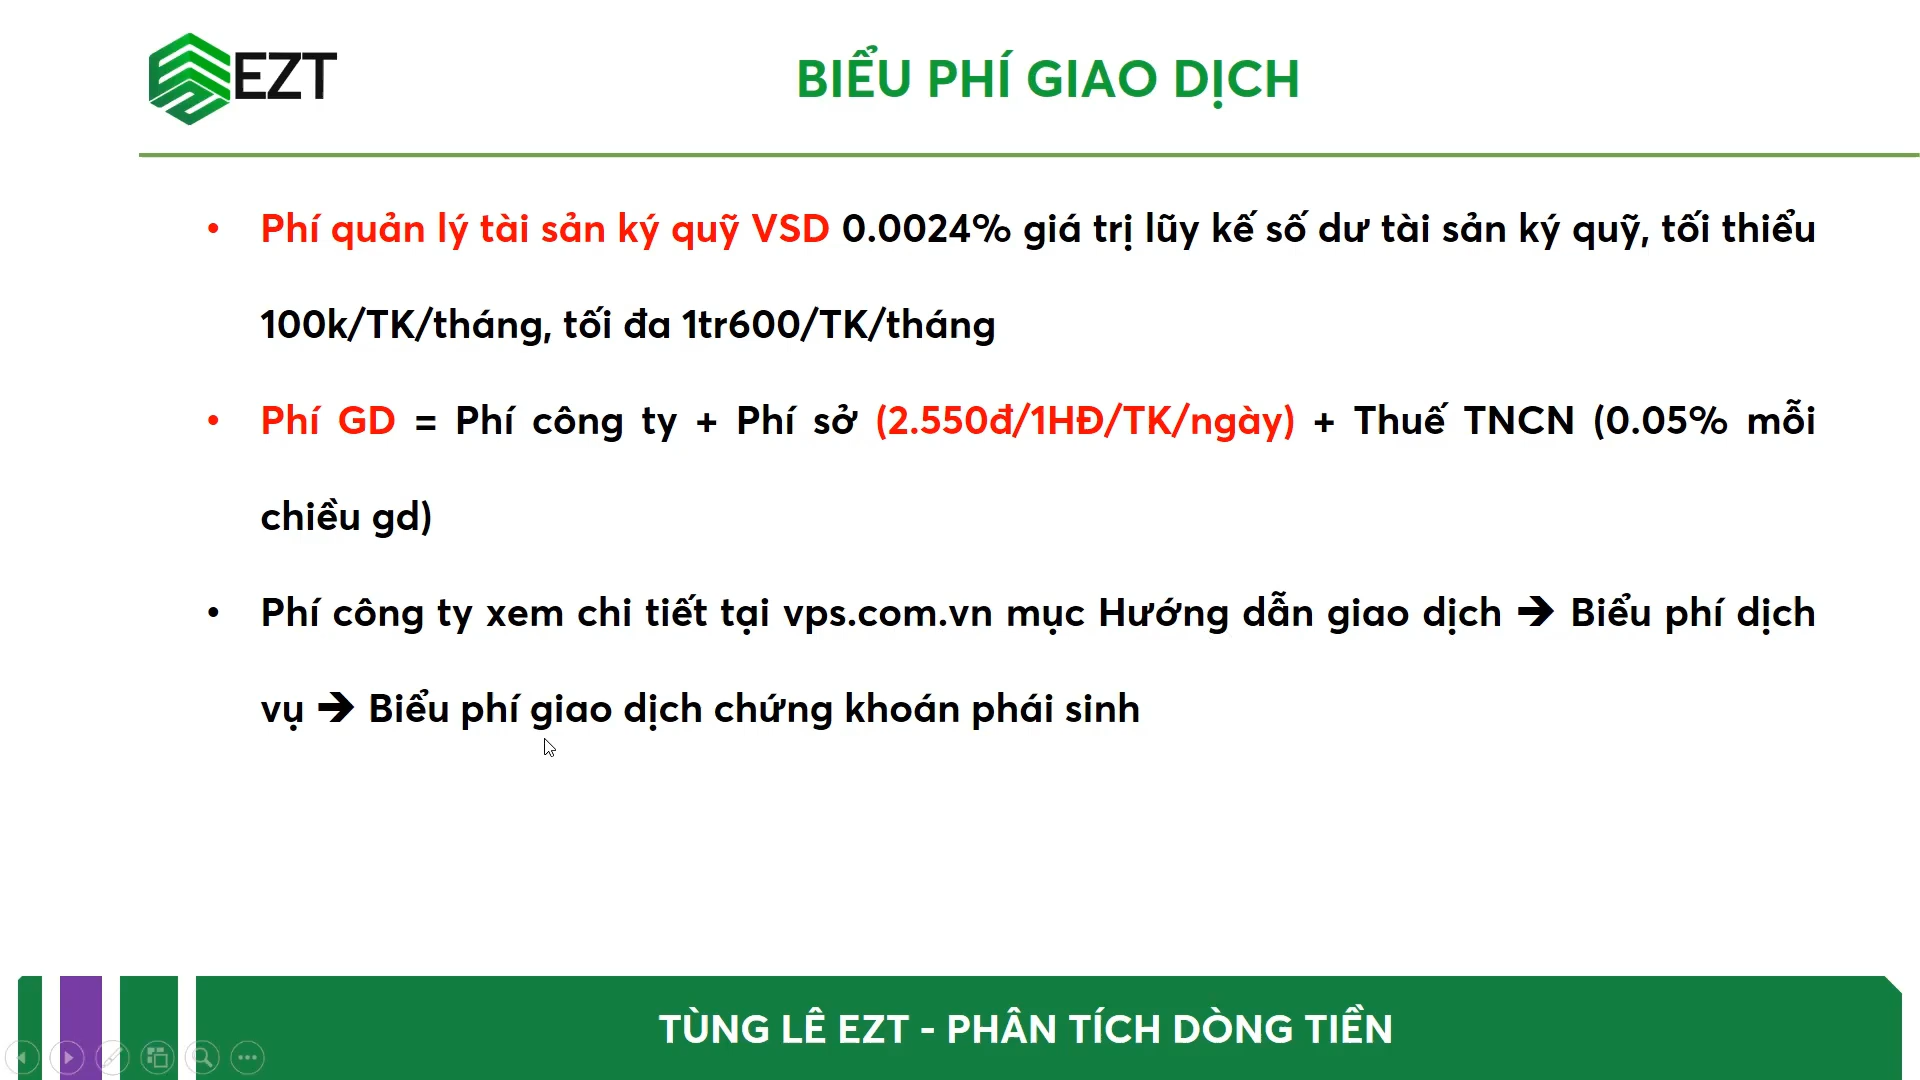 EZT
BIỂU PHÍ GIAO DỊCH
• Phí quản lý tài sản ký quỹ VSD 0.0024% giá trị lũy kế số dư tài sản ký quỹ, tối thiểu
100k/TK/tháng, tối đa 1tr600/TK/tháng
• Phí GD = Phí công ty + Phí sở (2.550đ/1HĐ/TK/ngày) + Thuế TNCN (0.05% mỗi
chiều gd)
• Phí công ty xem chi tiết tại vps.com.vn mục Hướng dẫn giao dịch ➔ Biểu phí dịch
vụ ➔ Biểu phí giao dịch chứng khoán phái sinh
TÙNG LÊ EZT - PHÂN TÍCH DÒNG TIỀN